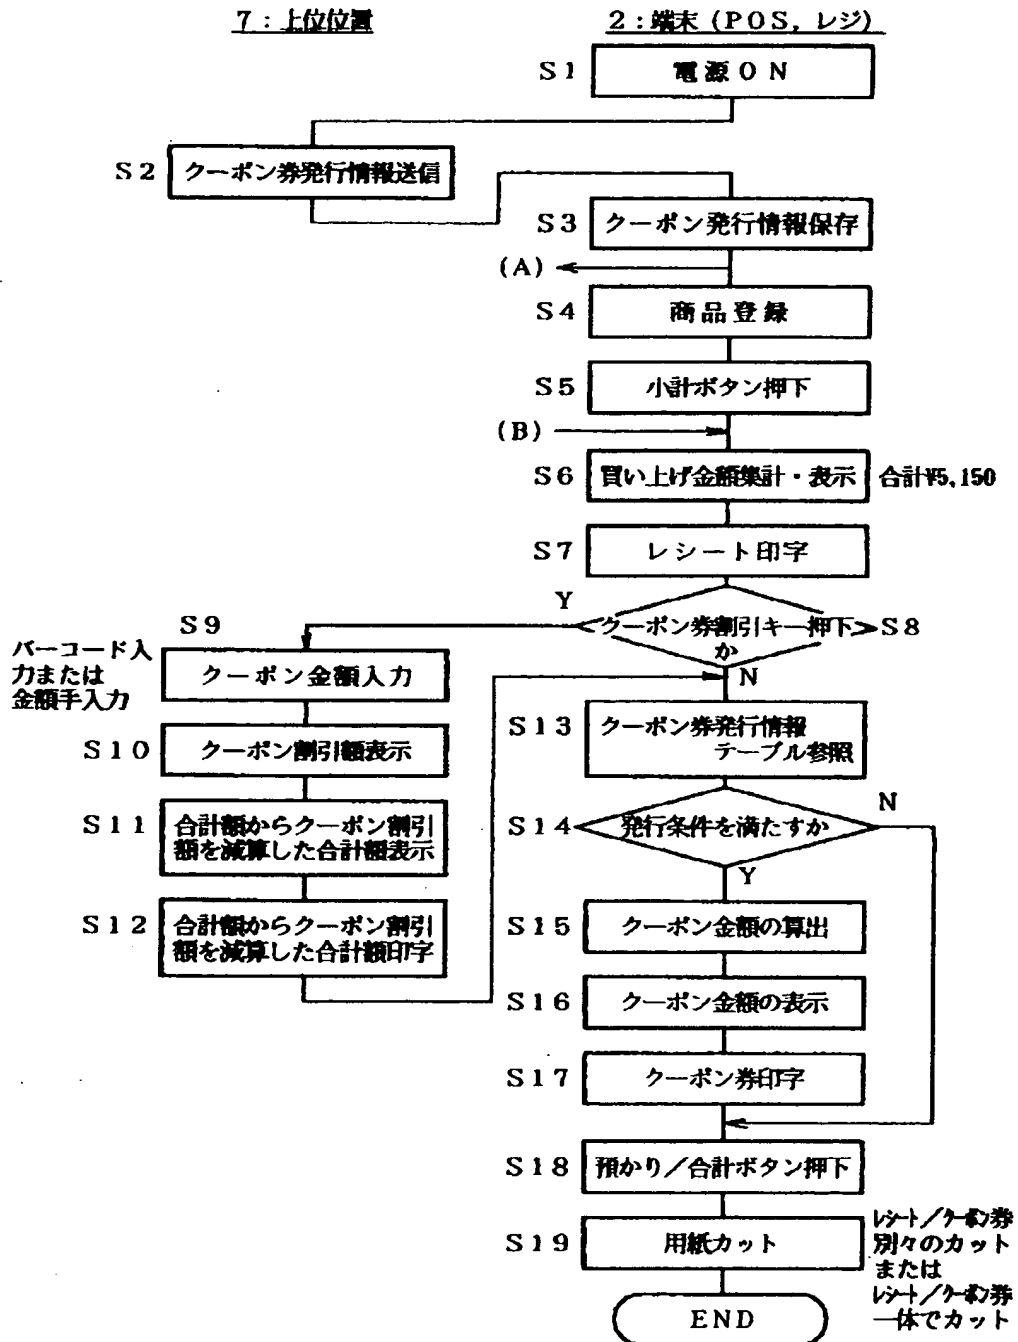 7：上位位置
2：端末（POS，レジ）
S1
電源ON
S2
クーポン券発行情報送信
S3
クーポン発行情報保存
(A)
S4
商品登録
S5
小計ボタン押下
(B)
S6
買い上げ金額集計・表示
合計¥5,150
S7
レシート印字
Y
クーポン券割引キー押下
か
S8
N
S9
バーコード入
力または
金額手入力
クーポン金額入力
S10
クーポン割引額表示
S11
合計額からクーポン割引
額を減算した合計額表示
S12
合計額からクーポン割引
額を減算した合計額印字
S13
クーポン券発行情報
テーブル参照
S14
発行条件を満たすか
N
Y
S15
クーポン金額の算出
S16
クーポン金額の表示
S17
クーポン券印字
S18
預かり／合計ボタン押下
S19
用紙カット
レシート／クーポン券
別々のカット
または
レシート／クーポン券
一体でカット
END